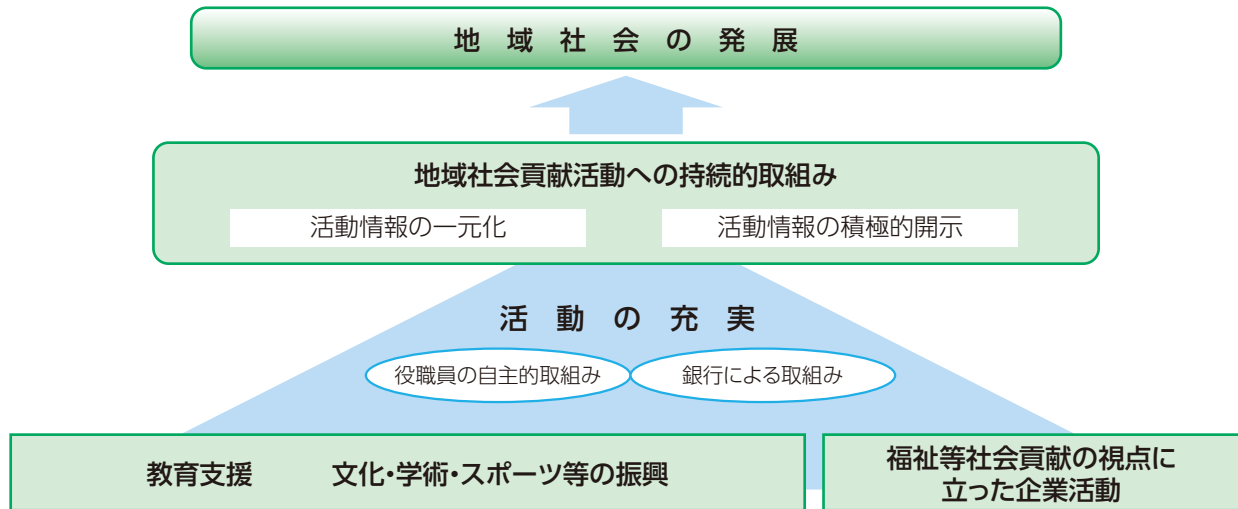 地域社会の発展
地域社会貢献活動への持続的取組み
活動情報の一元化
活動情報の積極的開示
活動の充実
役職員の自主的取組み
銀行による取組み
教育支援
文化・学術・スポーツ等の振興
福祉等社会貢献の視点に
立った企業活動